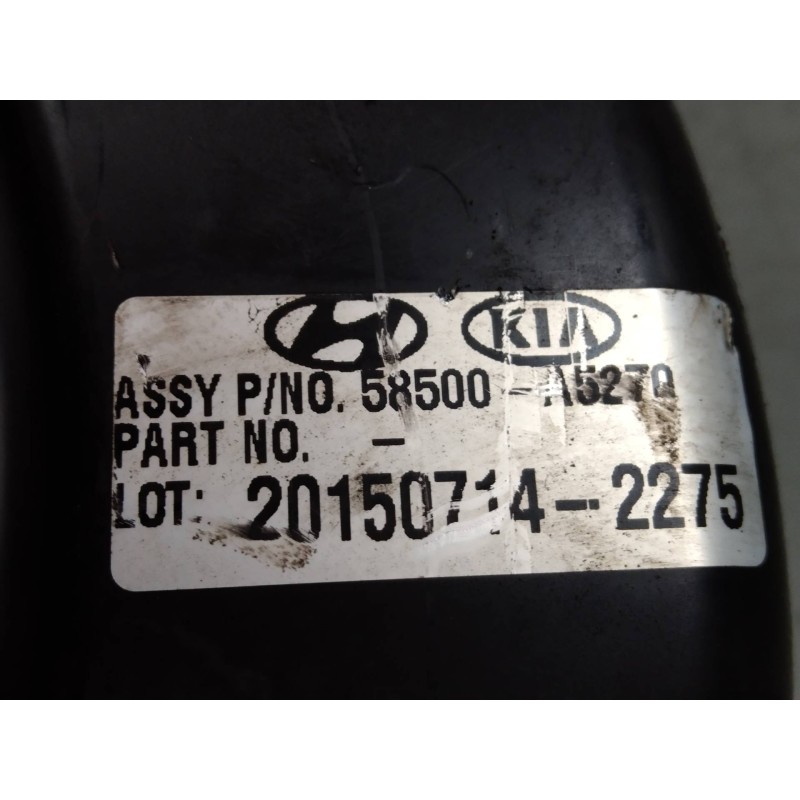 KIA
ASSY P/NO. 58500-A5270
PART NO. -
LOT: 20150714-2275